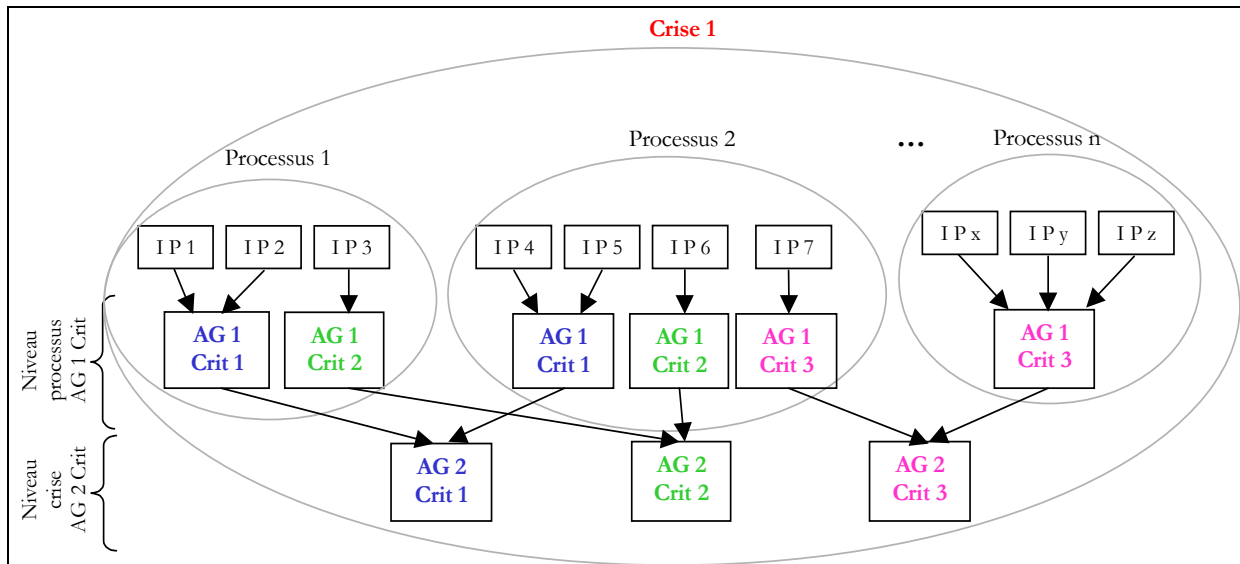 Crise 1
Processus 1
Processus 2
...
Processus n
I P 1
I P 2
I P 3
I P 4
I P 5
I P 6
I P 7
I P x
I P y
I P z
Niveau
processus
AG 1 Crit
AG 1
Crit 1
AG 1
Crit 2
AG 1
Crit 1
AG 1
Crit 2
AG 1
Crit 3
AG 1
Crit 3
Niveau
crise
AG 2 Crit
AG 2
Crit 1
AG 2
Crit 2
AG 2
Crit 3